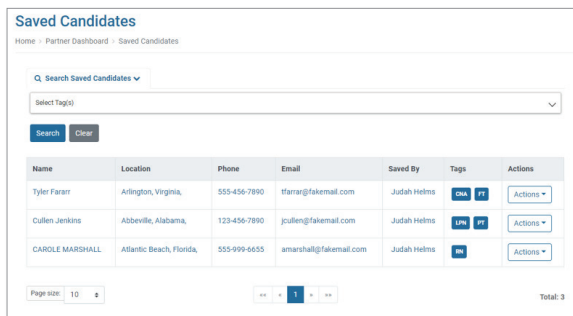 Saved Candidates
Home > Partner Dashboard > Saved Candidates
Search Saved Candidates
Select Tag(s)
Search Clear
Name Location Phone Email Saved By Tags Actions
Tyler Fararr Arlington, Virginia, 555-456-7890 tfarrar@fakemail.com Judah Helms CNA FT Actions
Cullen Jenkins Abbeville, Alabama, 123-456-7890 jcullen@fakemail.com Judah Helms LPN PT Actions
CAROLE MARSHALL Atlantic Beach, Florida, 555-999-6655 amarshall@fakemail.com Judah Helms RN Actions
Page size: 10 «« « 1 » »» Total: 3